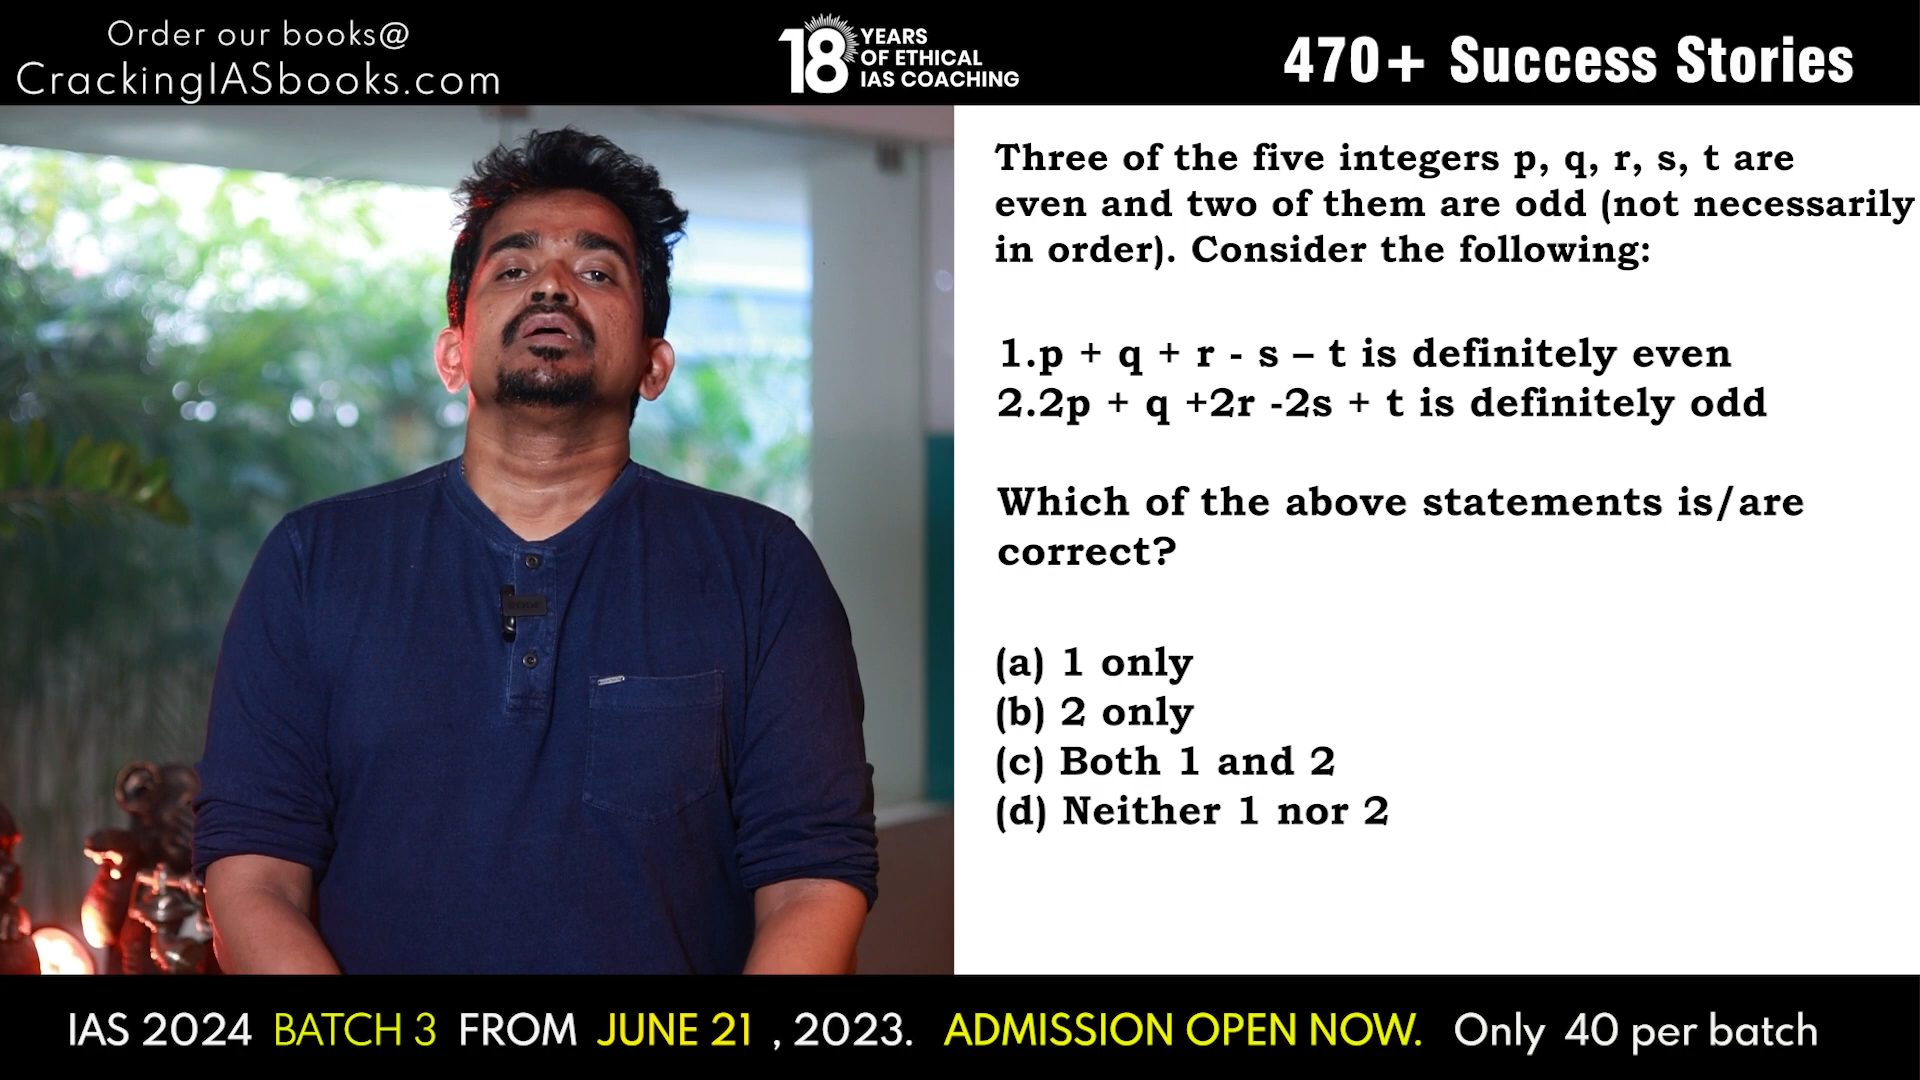 Order our books@
CrackingIASbooks.com
18 YEARS
OF ETHICAL
IAS COACHING
470+ Success Stories
Three of the five integers p, q, r, s, t are
even and two of them are odd (not necessarily
in order). Consider the following:
1.p + q + r - s – t is definitely even
2.2p + q +2r -2s + t is definitely odd
Which of the above statements is/are
correct?
(a) 1 only
(b) 2 only
(c) Both 1 and 2
(d) Neither 1 nor 2
IAS 2024 BATCH 3 FROM JUNE 21 , 2023. ADMISSION OPEN NOW. Only 40 per batch